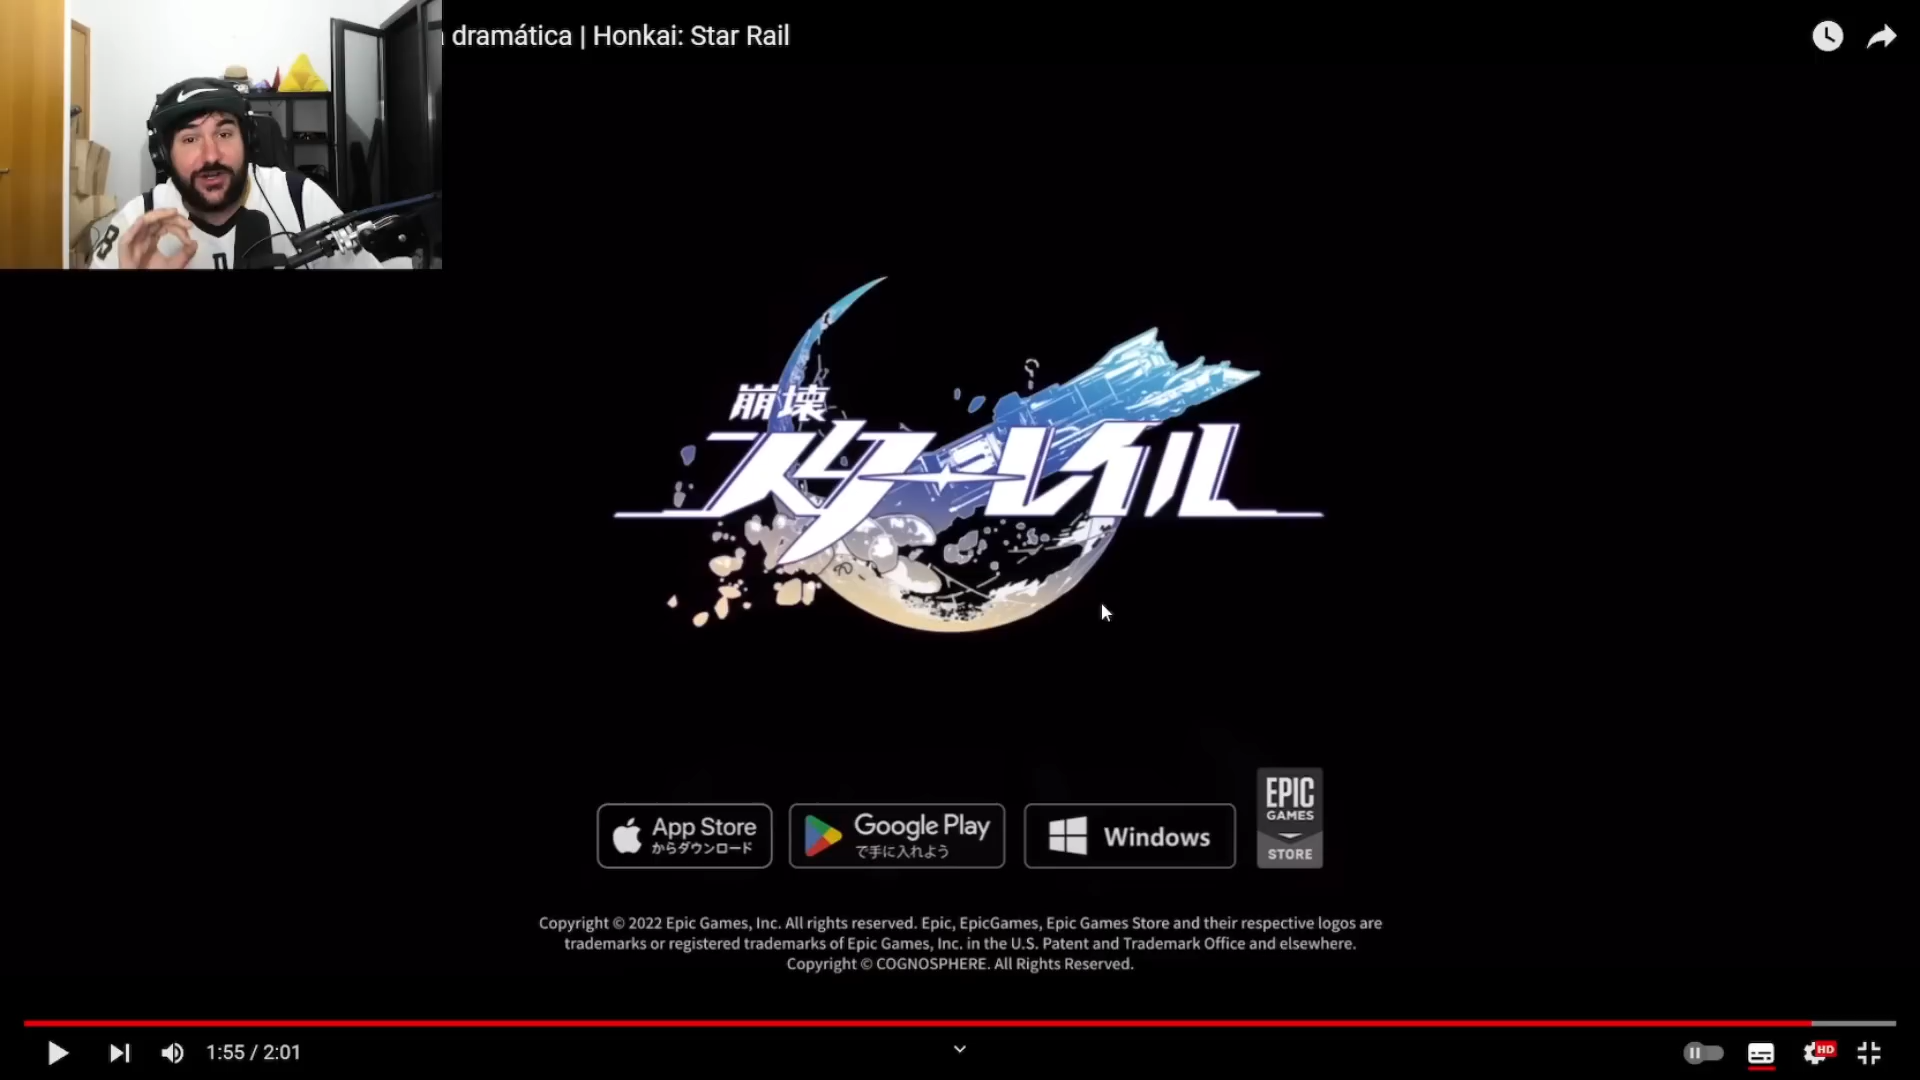 dramática | Honkai: Star Rail
崩壊
スターレイル
App Store
からダウンロード
Google Play
で手に入れよう
Windows
EPIC
GAMES
STORE
Copyright © 2022 Epic Games, Inc. All rights reserved. Epic, EpicGames, Epic Games Store and their respective logos are
trademarks or registered trademarks of Epic Games, Inc. in the U.S. Patent and Trademark Office and elsewhere.
Copyright © COGNOSPHERE. All Rights Reserved.
1:55 / 2:01
HD